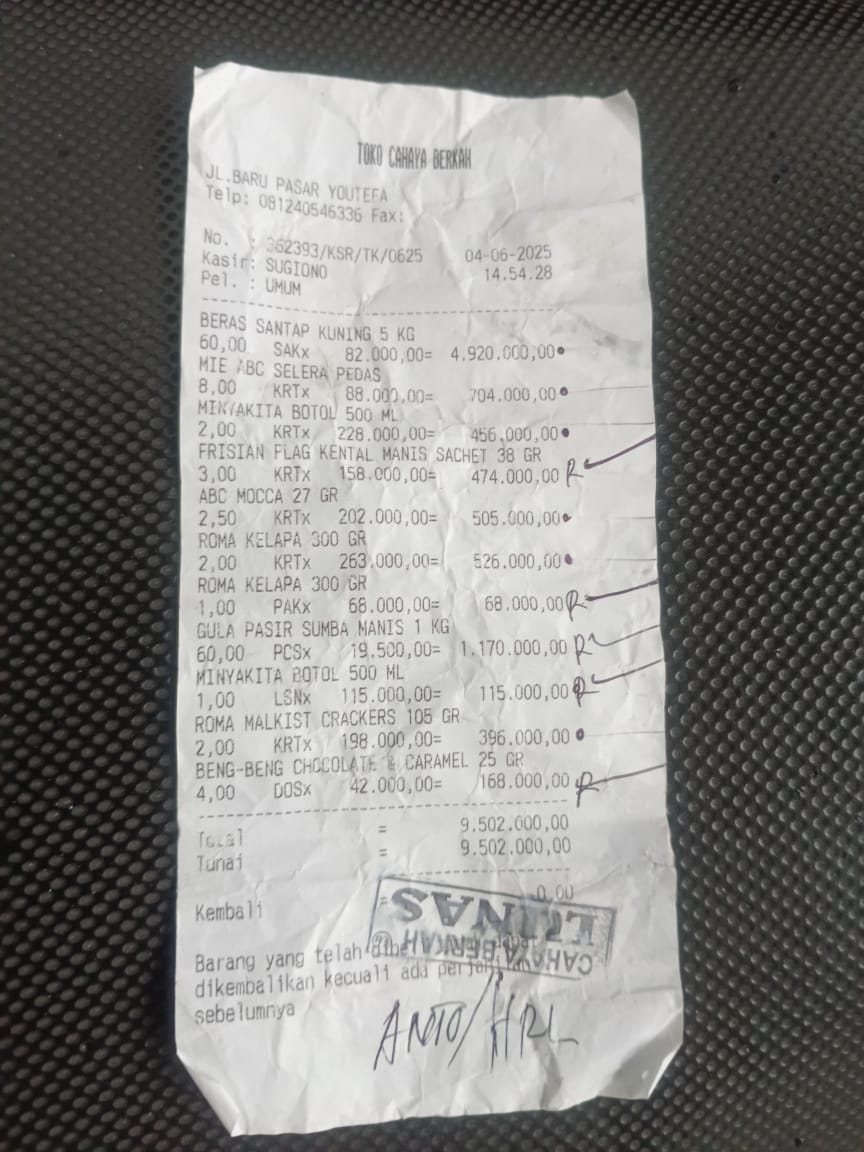 TOKO CAHAYA BERKAH
JL.BARU PASAR YOUTEFA
Telp: 081240546336 Fax:
No. : 362393/KSR/TK/0625 04-06-2025
Kasir: SUGIONO 14.54.28
Pel. : UMUM
BERAS SANTAP KUNING 5 KG
60,00 SAKx 82.000,00= 4,920.000,00
MIE ABC SELERA PEDAS
8,00 KRTx 88.000,00= 704.000,00
MINYAKITA BOTOL 500 ML
2,00 KRTx 228.000,00= 456.000,00
FRISIAN FLAG KENTAL MANIS SACHET 38 GR
3,00 KRTx 158.000,00= 474.000,00 R
ABC MOCCA 27 GR
2,50 KRTx 202.000,00= 505.000,00
ROMA KELAPA 300 GR
2,00 KRTx 263.000,00= 526.000,00
ROMA KELAPA 300 GR
1,00 PAKx 68.000,00= 68.000,00 R
GULA PASIR SUMBA MANIS 1 KG
60,00 PCSx 19.500,00= 1.170.000,00 R
MINYAKITA BOTOL 500 ML
1,00 LSNx 115.000,00= 115.000,00 R
ROMA MALKIST CRACKERS 105 GR
2,00 KRTx 198.000,00= 396.000,00
BENG-BENG CHOCOLATE & CARAMEL 25 GR
4,00 DOSx 42.000,00= 168.000,00 R
Total = 9.502.000,00
Tunai = 9.502.000,00
Kembali = 0,00
LUNAS
CAHAYA BERKAH
Barang yang telah dibeli dapat
dikembalikan kecuali ada perjanjian
sebelumnya
ANTO/HRL